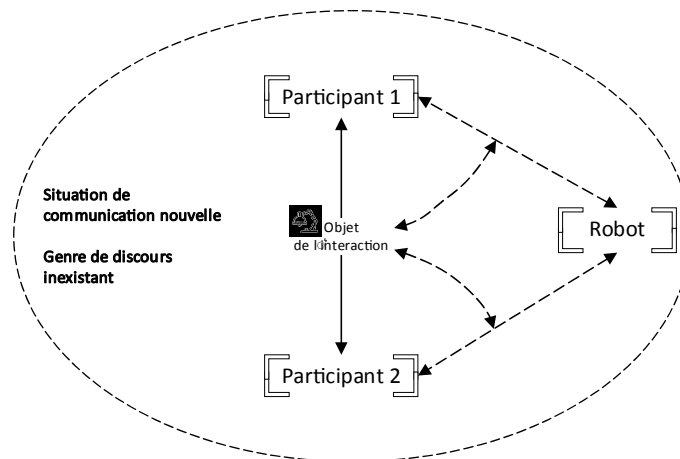 Participant 1
Situation de
communication nouvelle
Genre de discours
inexistant
Objet
de l'interaction
Robot
Participant 2